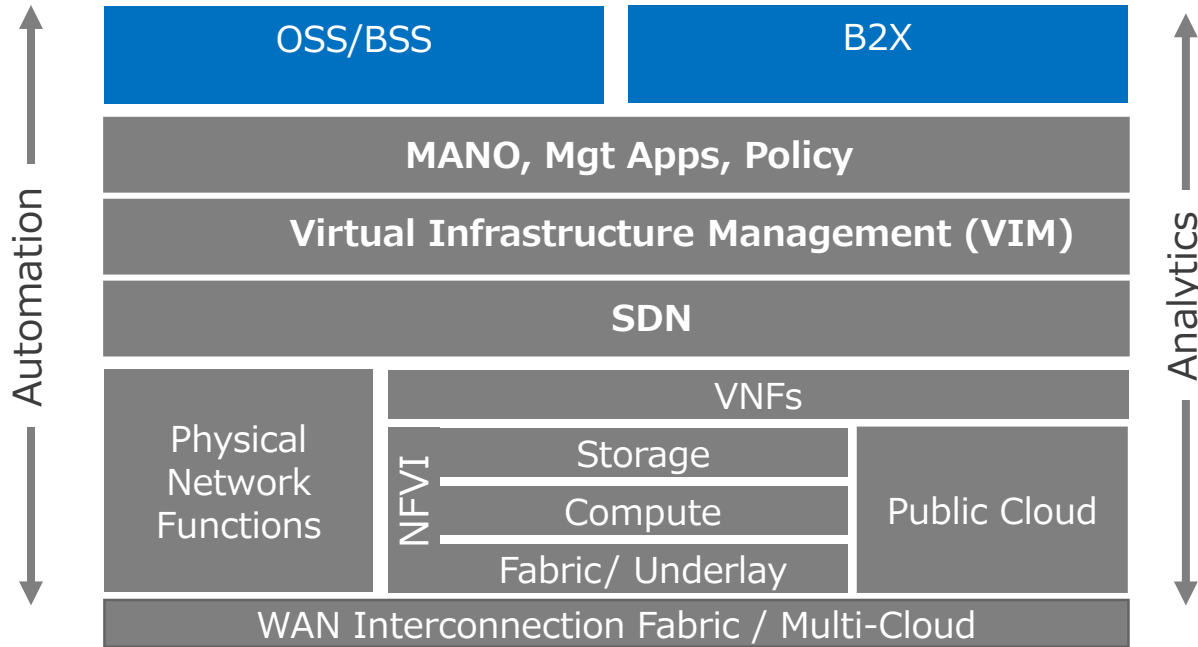 OSS/BSS
B2X
MANO, Mgt Apps, Policy
Virtual Infrastructure Management (VIM)
SDN
Automation
Analytics
Physical
Network
Functions
VNFs
NFVI
Storage
Compute
Fabric/ Underlay
Public Cloud
WAN Interconnection Fabric / Multi-Cloud